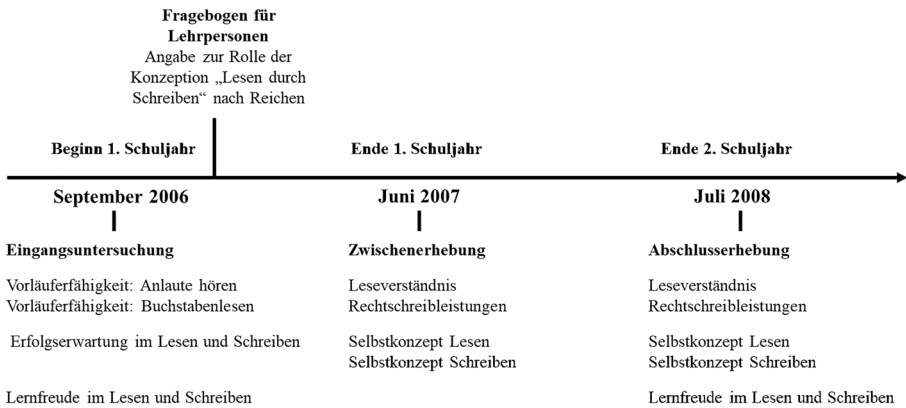 Fragebogen für
Lehrpersonen
Angabe zur Rolle der
Konzeption „Lesen durch
Schreiben“ nach Reichen
Beginn 1. Schuljahr
Ende 1. Schuljahr
Ende 2. Schuljahr
September 2006
Juni 2007
Juli 2008
Eingangsuntersuchung
Vorläuferfähigkeit: Anlaute hören
Vorläuferfähigkeit: Buchstabenlesen
Erfolgserwartung im Lesen und Schreiben
Lernfreude im Lesen und Schreiben
Zwischenerhebung
Leseverständnis
Rechtschreibleistungen
Selbstkonzept Lesen
Selbstkonzept Schreiben
Abschlusserhebung
Leseverständnis
Rechtschreibleistungen
Selbstkonzept Lesen
Selbstkonzept Schreiben
Lernfreude im Lesen und Schreiben